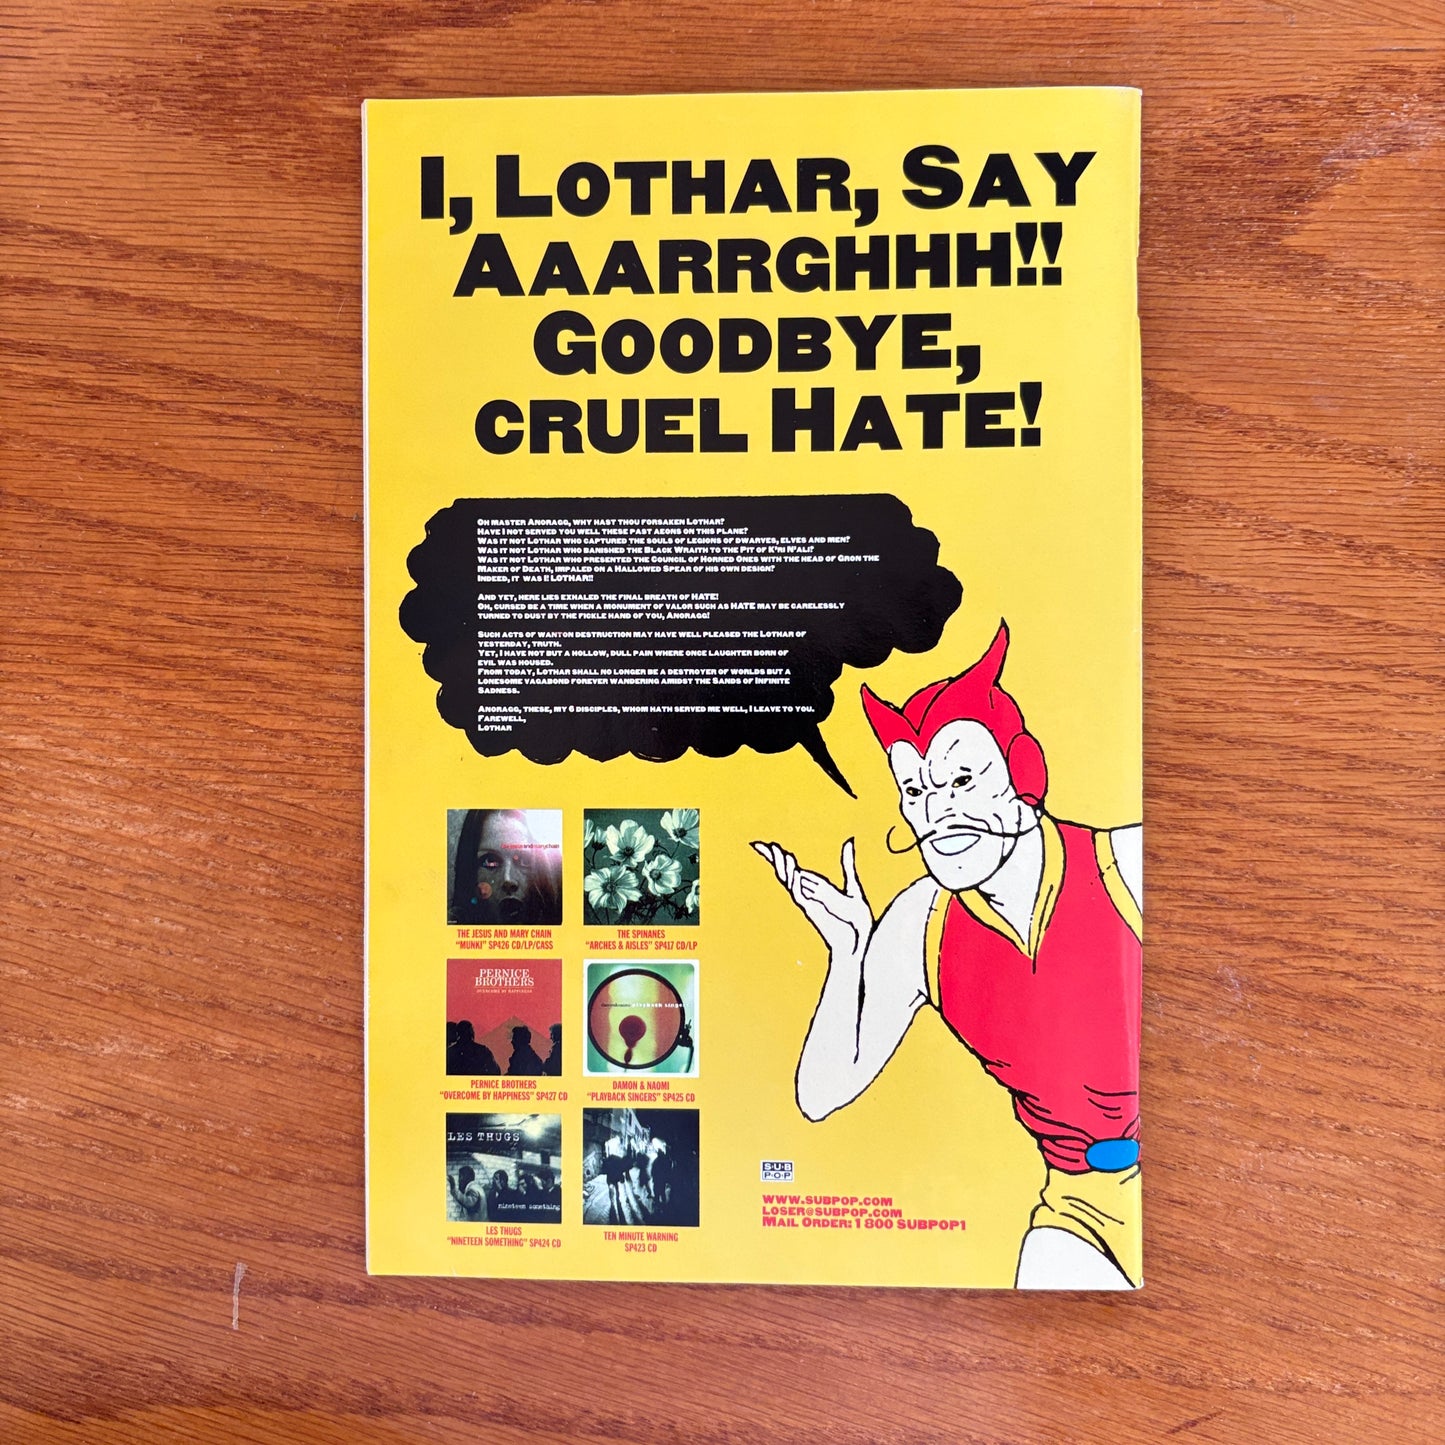 I, Lothar, Say
Aaarrrghhh!!
Goodbye,
cruel Hate!
Oh master Anoragg, why hast thou forsaken Lothar?
Have I not served you well these past aeons on this plane?
Was it not Lothar who captured the souls of legions of dwarves, elves and men?
Was it not Lothar who banished the Black Wraith to the Pit of K'ri N'ali?
Was it not Lothar who presented the Council of Horned Ones with the head of Gron the
Maker of Death, impaled on a Hallowed Spear of his own design?
Indeed, it was I! LOTHAR!!
And yet, here lies exhaled the final breath of HATE!
Oh, cursed be a time when a monument of valor such as HATE may be carelessly
turned to dust by the fickle hand of you, Anoragg!
Such acts of wanton destruction may have well pleased the Lothar of
yesterday, truth.
Yet, I have not but a hollow, dull pain where once laughter born of
evil was housed.
From today, Lothar shall no longer be a destroyer of worlds but a
lonesome vagabond forever wandering amidst the Sands of Infinite
Sadness.
Anoragg, these, my 6 disciples, whom hath served me well, I leave to you.
Farewell,
Lothar
the jesus and mary chain
THE JESUS AND MARY CHAIN
"MUNKI" SP426 CD/LP/CASS
THE SPINANES
"ARCHES & AISLES" SP417 CD/LP
PERNICE
BROTHERS
OVERCOME BY HAPPINESS
PERNICE BROTHERS
"OVERCOME BY HAPPINESS" SP427 CD
damon&naomi playback singers
DAMON & NAOMI
"PLAYBACK SINGERS" SP425 CD
LES THUGS
nineteen something
LES THUGS
"NINETEEN SOMETHING" SP424 CD
TEN MINUTE WARNING
SP423 CD
SUB
POP
www.subpop.com
loser@subpop.com
Mail Order: 1 800 SUBPOP1